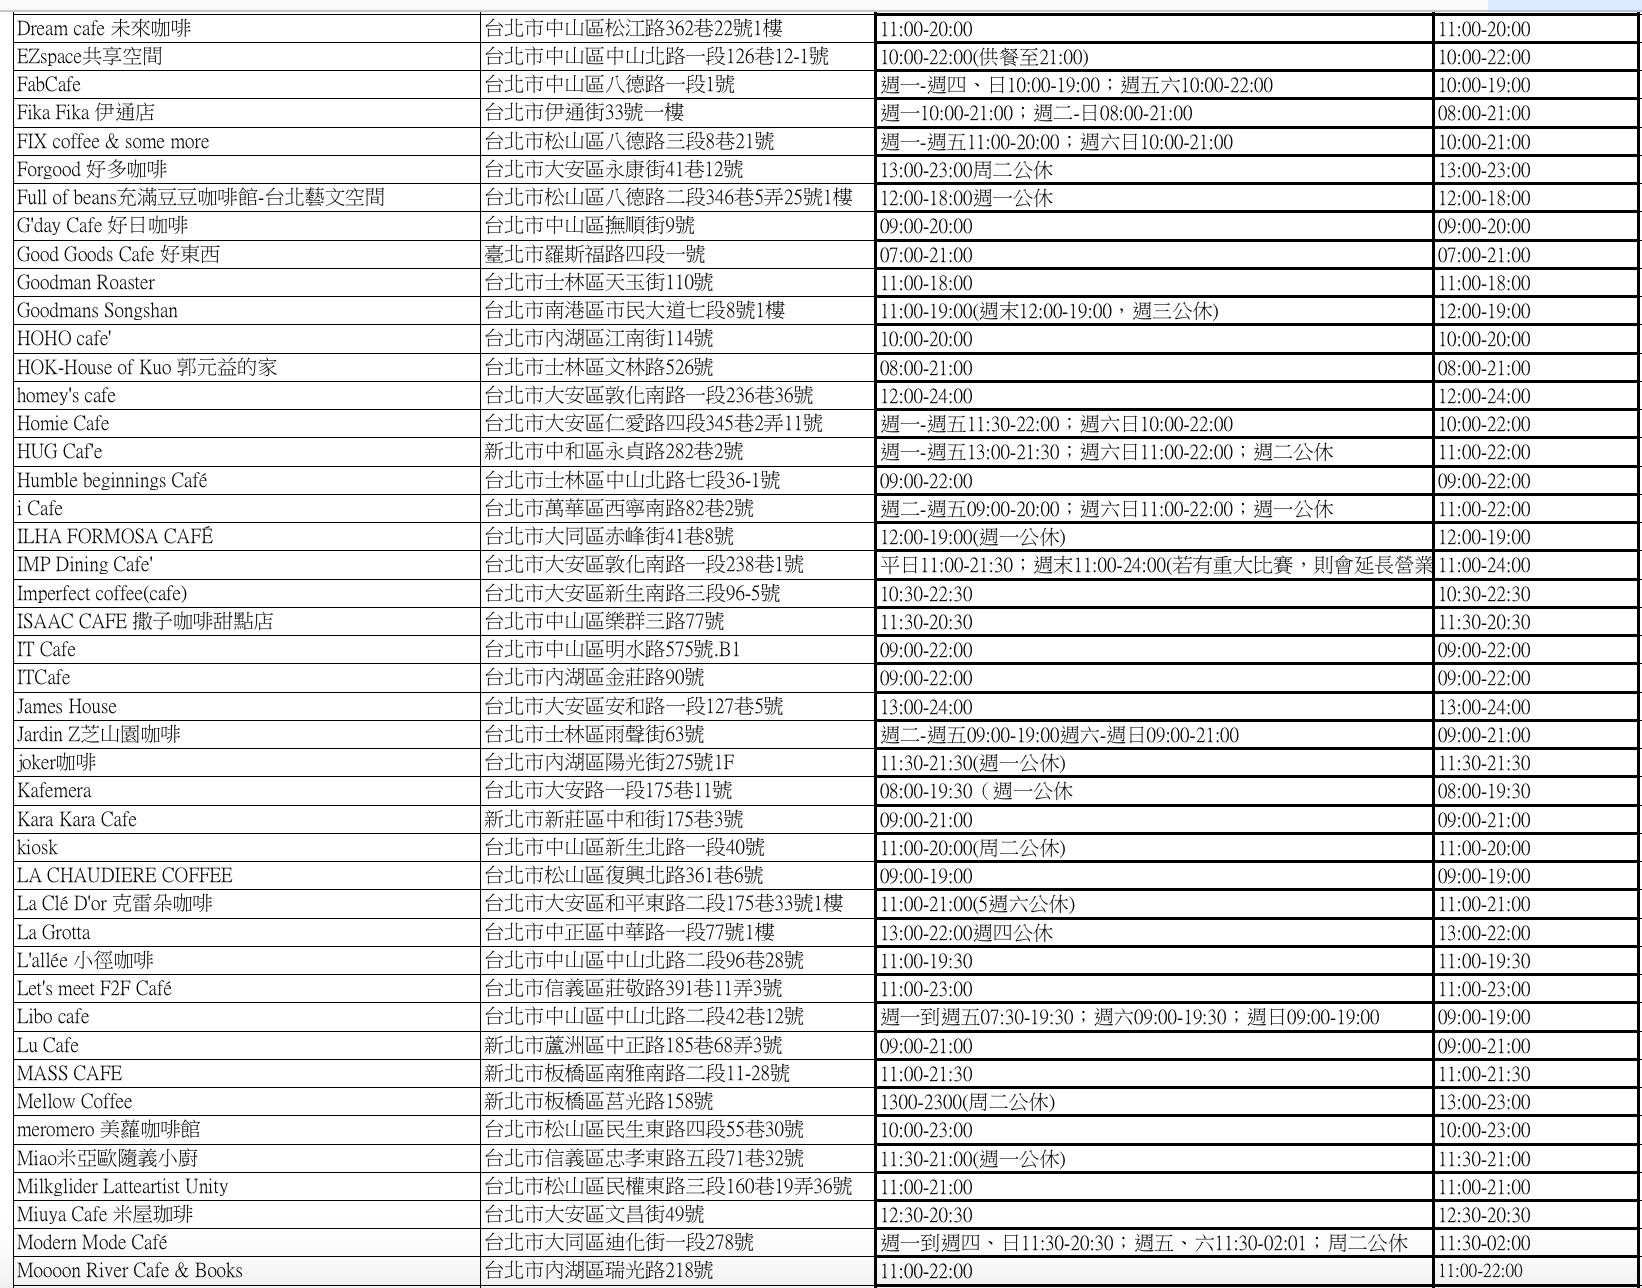 Dream cafe 未來咖啡 台北市中山區松江路362巷22號1樓 11:00-20:00 11:00-20:00
EZspace共享空間 台北市中山區中山北路一段126巷12-1號 10:00-22:00(供餐至21:00) 10:00-22:00
FabCafe 台北市中山區八德路一段1號 週一-週四、日10:00-19:00；週五六10:00-22:00 10:00-19:00
Fika Fika 伊通店 台北市伊通街33號一樓 週一10:00-21:00；週二-日08:00-21:00 08:00-21:00
FIX coffee & some more 台北市松山區八德路三段8巷21號 週一-週五11:00-20:00；週六日10:00-21:00 10:00-21:00
Forgood 好多咖啡 台北市大安區永康街41巷12號 13:00-23:00周二公休 13:00-23:00
Full of beans充滿豆豆咖啡館-台北藝文空間 台北市松山區八德路二段346巷5弄25號1樓 12:00-18:00週一公休 12:00-18:00
G'day Cafe 好日咖啡 台北市中山區撫順街9號 09:00-20:00 09:00-20:00
Good Goods Cafe 好東西 臺北市羅斯福路四段一號 07:00-21:00 07:00-21:00
Goodman Roaster 台北市士林區天玉街110號 11:00-18:00 11:00-18:00
Goodmans Songshan 台北市南港區市民大道七段8號1樓 11:00-19:00(週末12:00-19:00，週三公休) 12:00-19:00
HOHO cafe' 台北市內湖區江南街114號 10:00-20:00 10:00-20:00
HOK-House of Kuo 郭元益的家 台北市士林區文林路526號 08:00-21:00 08:00-21:00
homey's cafe 台北市大安區敦化南路一段236巷36號 12:00-24:00 12:00-24:00
Homie Cafe 台北市大安區仁愛路四段345巷2弄11號 週一-週五11:30-22:00；週六日10:00-22:00 10:00-22:00
HUG Caf'e 新北市中和區永貞路282巷2號 週一-週五13:00-21:30；週六日11:00-22:00；週二公休 11:00-22:00
Humble beginnings Café 台北市士林區中山北路七段36-1號 09:00-22:00 09:00-22:00
i Cafe 台北市萬華區西寧南路82巷2號 週二-週五09:00-20:00；週六日11:00-22:00；週一公休 11:00-22:00
ILHA FORMOSA CAFÉ 台北市大同區赤峰街41巷8號 12:00-19:00(週一公休) 12:00-19:00
IMP Dining Cafe' 台北市大安區敦化南路一段238巷1號 平日11:00-21:30；週末11:00-24:00(若有重大比賽，則會延長營業 11:00-24:00
Imperfect coffee(cafe) 台北市大安區新生南路三段96-5號 10:30-22:30 10:30-22:30
ISAAC CAFE 撒子咖啡甜點店 台北市中山區樂群三路77號 11:30-20:30 11:30-20:30
IT Cafe 台北市中山區明水路575號.B1 09:00-22:00 09:00-22:00
ITCafe 台北市內湖區金莊路90號 09:00-22:00 09:00-22:00
James House 台北市大安區安和路一段127巷5號 13:00-24:00 13:00-24:00
Jardin Z芝山園咖啡 台北市士林區雨聲街63號 週二-週五09:00-19:00週六-週日09:00-21:00 09:00-21:00
joker咖啡 台北市內湖區陽光街275號1F 11:30-21:30(週一公休) 11:30-21:30
Kafemera 台北市大安路一段175巷11號 08:00-19:30（週一公休 08:00-19:30
Kara Kara Cafe 新北市新莊區中和街175巷3號 09:00-21:00 09:00-21:00
kiosk 台北市中山區新生北路一段40號 11:00-20:00(周二公休) 11:00-20:00
LA CHAUDIERE COFFEE 台北市松山區復興北路361巷6號 09:00-19:00 09:00-19:00
La Clé D'or 克雷朵咖啡 台北市大安區和平東路二段175巷33號1樓 11:00-21:00(5週六公休) 11:00-21:00
La Grotta 台北市中正區中華路一段77號1樓 13:00-22:00週四公休 13:00-22:00
L'allée 小徑咖啡 台北市中山區中山北路二段96巷28號 11:00-19:30 11:00-19:30
Let's meet F2F Café 台北市信義區莊敬路391巷11弄3號 11:00-23:00 11:00-23:00
Libo cafe 台北市中山區中山北路二段42巷12號 週一到週五07:30-19:30；週六09:00-19:30；週日09:00-19:00 09:00-19:00
Lu Cafe 新北市蘆洲區中正路185巷68弄3號 09:00-21:00 09:00-21:00
MASS CAFE 新北市板橋區南雅南路二段11-28號 11:00-21:30 11:00-21:30
Mellow Coffee 新北市板橋區莒光路158號 1300-2300(周二公休) 13:00-23:00
meromero 美蘿咖啡館 台北市松山區民生東路四段55巷30號 10:00-23:00 10:00-23:00
Miao米亞歐隨義小廚 台北市信義區忠孝東路五段71巷32號 11:30-21:00(週一公休) 11:30-21:00
Milkglider Latteartist Unity 台北市松山區民權東路三段160巷19弄36號 11:00-21:00 11:00-21:00
Miuya Cafe 米屋珈琲 台北市大安區文昌街49號 12:30-20:30 12:30-20:30
Modern Mode Café 台北市大同區迪化街一段278號 週一到週四、日11:30-20:30；週五、六11:30-02:01；周二公休 11:30-02:00
Moooon River Cafe & Books 台北市內湖區瑞光路218號 11:00-22:00 11:00-22:00